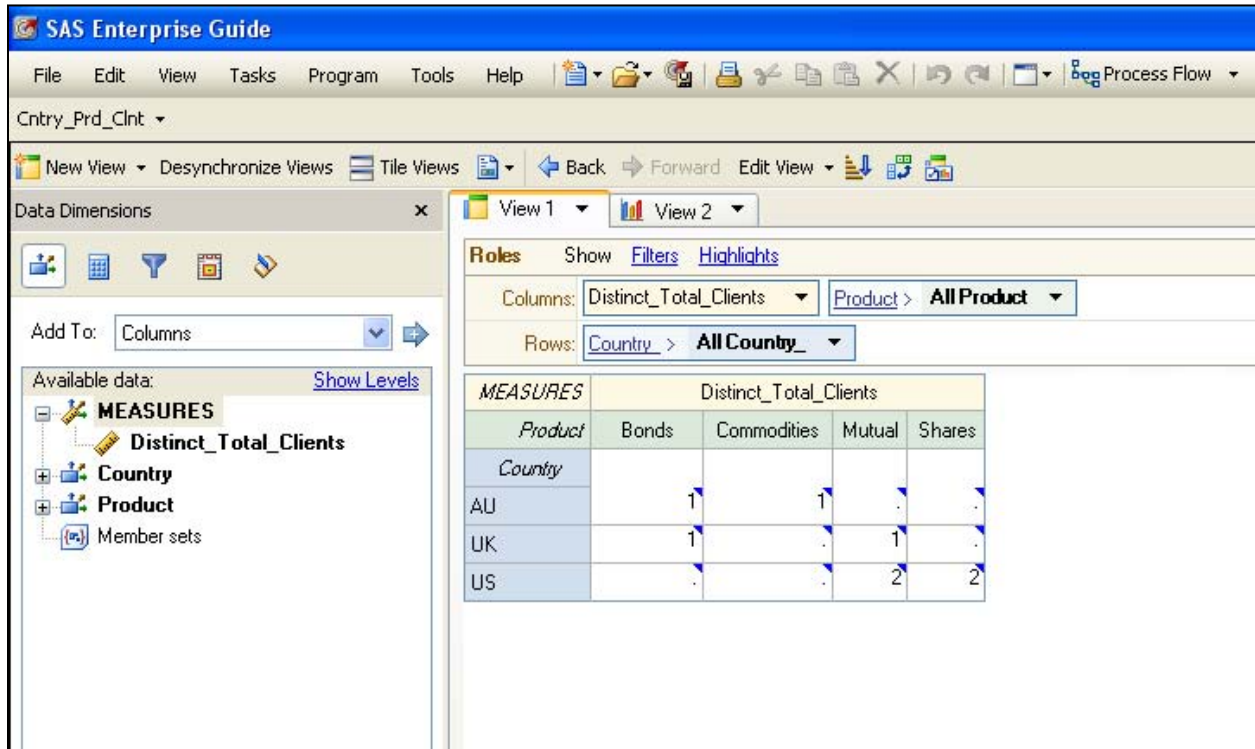 SAS Enterprise Guide
File Edit View Tasks Program Tools Help Process Flow
Cntry_Prd_Clnt
New View Desynchronize Views Tile Views Back Forward Edit View
Data Dimensions x View 1 View 2
Roles Show Filters Highlights
Columns: Distinct_Total_Clients Product > All Product
Add To: Columns
Rows: Country_ > All Country_
Available data: Show Levels
MEASURES
Distinct_Total_Clients
Country
Product
Member sets
MEASURES Distinct_Total_Clients
Product Bonds Commodities Mutual Shares
Country
AU 1 1 . .
UK 1 . 1 .
US . . 2 2